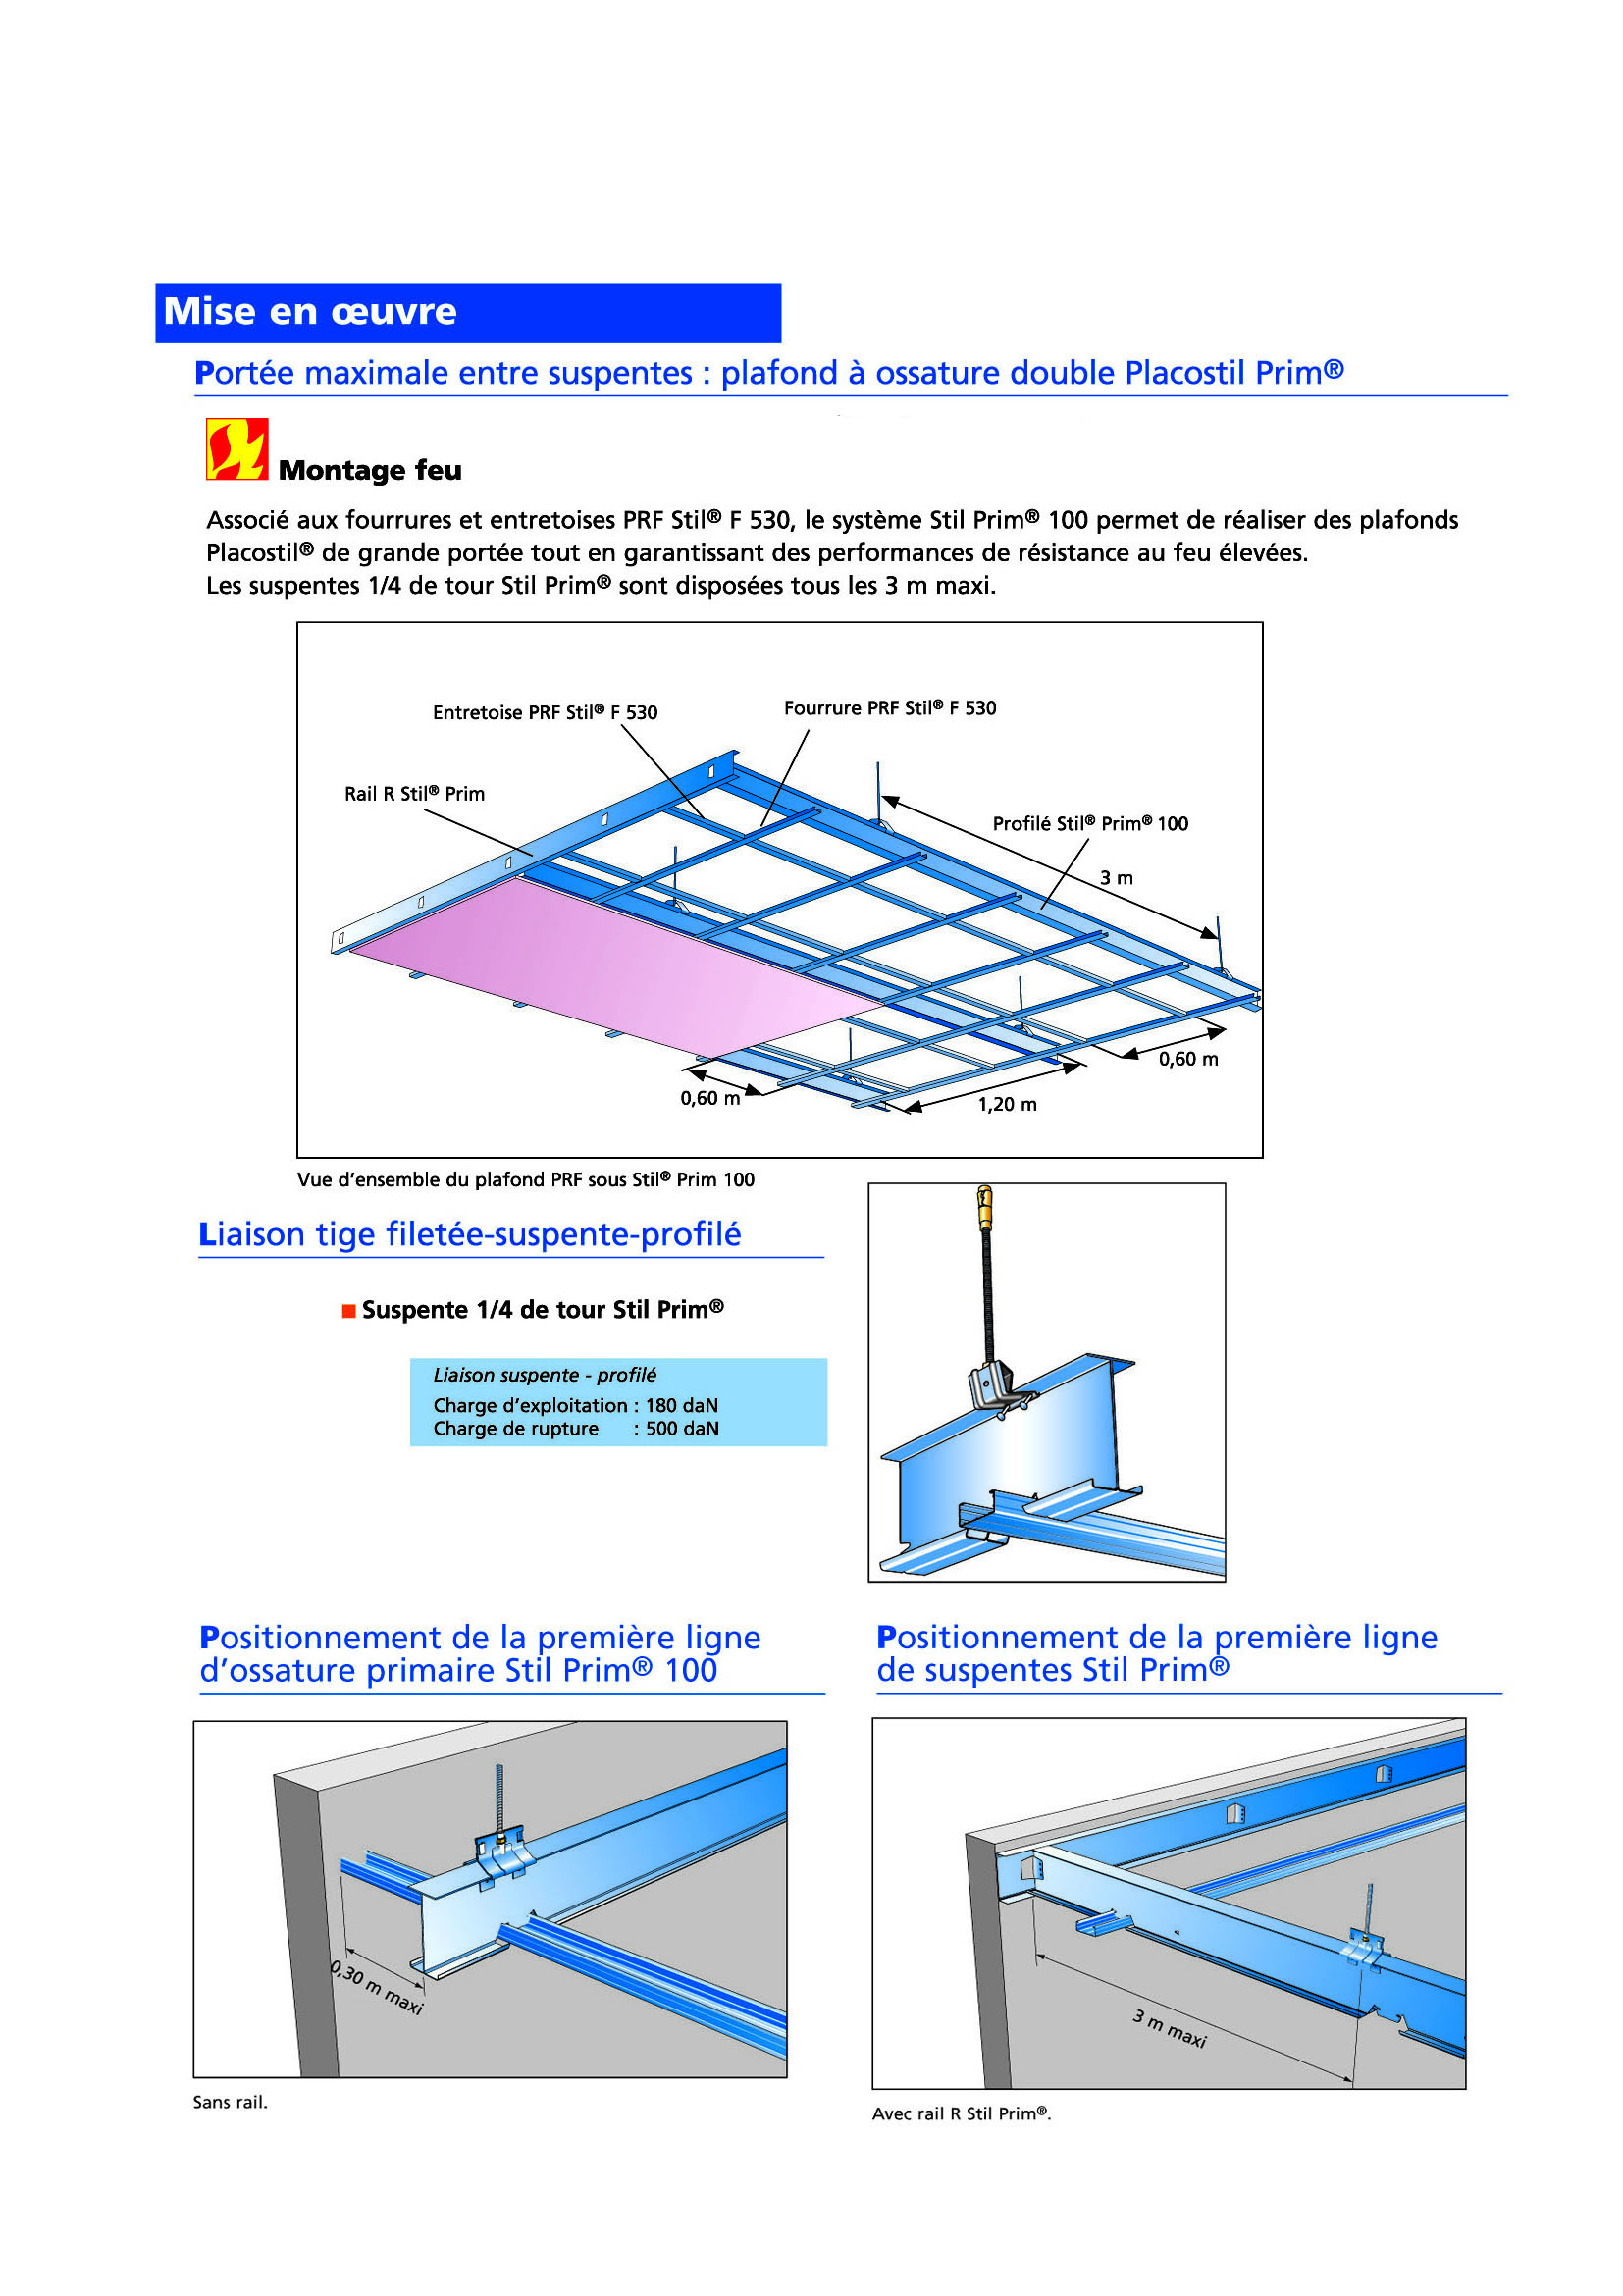 Mise en œuvre
Portée maximale entre suspentes : plafond à ossature double Placostil Prim®
Montage feu
Associé aux fourrures et entretoises PRF Stil® F 530, le système Stil Prim® 100 permet de réaliser des plafonds
Placostil® de grande portée tout en garantissant des performances de résistance au feu élevées.
Les suspentes 1/4 de tour Stil Prim® sont disposées tous les 3 m maxi.
Entretoise PRF Stil® F 530
Fourrure PRF Stil® F 530
Rail R Stil® Prim
Profilé Stil® Prim® 100
3 m
0,60 m
0,60 m
1,20 m
Vue d’ensemble du plafond PRF sous Stil® Prim 100
Liaison tige filetée-suspente-profilé
Suspente 1/4 de tour Stil Prim®
Liaison suspente - profilé
Charge d’exploitation : 180 daN
Charge de rupture : 500 daN
Positionnement de la première ligne
d’ossature primaire Stil Prim® 100
0,30 m maxi
Sans rail.
Positionnement de la première ligne
de suspentes Stil Prim®
3 m maxi
Avec rail R Stil Prim®.